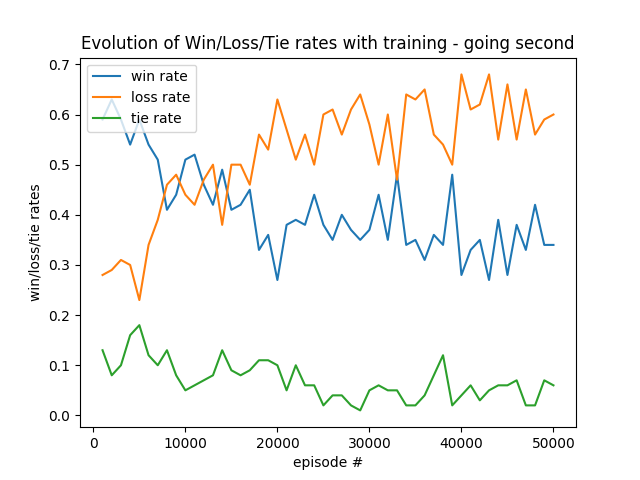 Evolution of Win/Loss/Tie rates with training - going second
0.7
0.6
0.5
0.4
0.3
0.2
0.1
0.0
win/loss/tie rates
win rate
loss rate
tie rate
0 10000 20000 30000 40000 50000
episode #